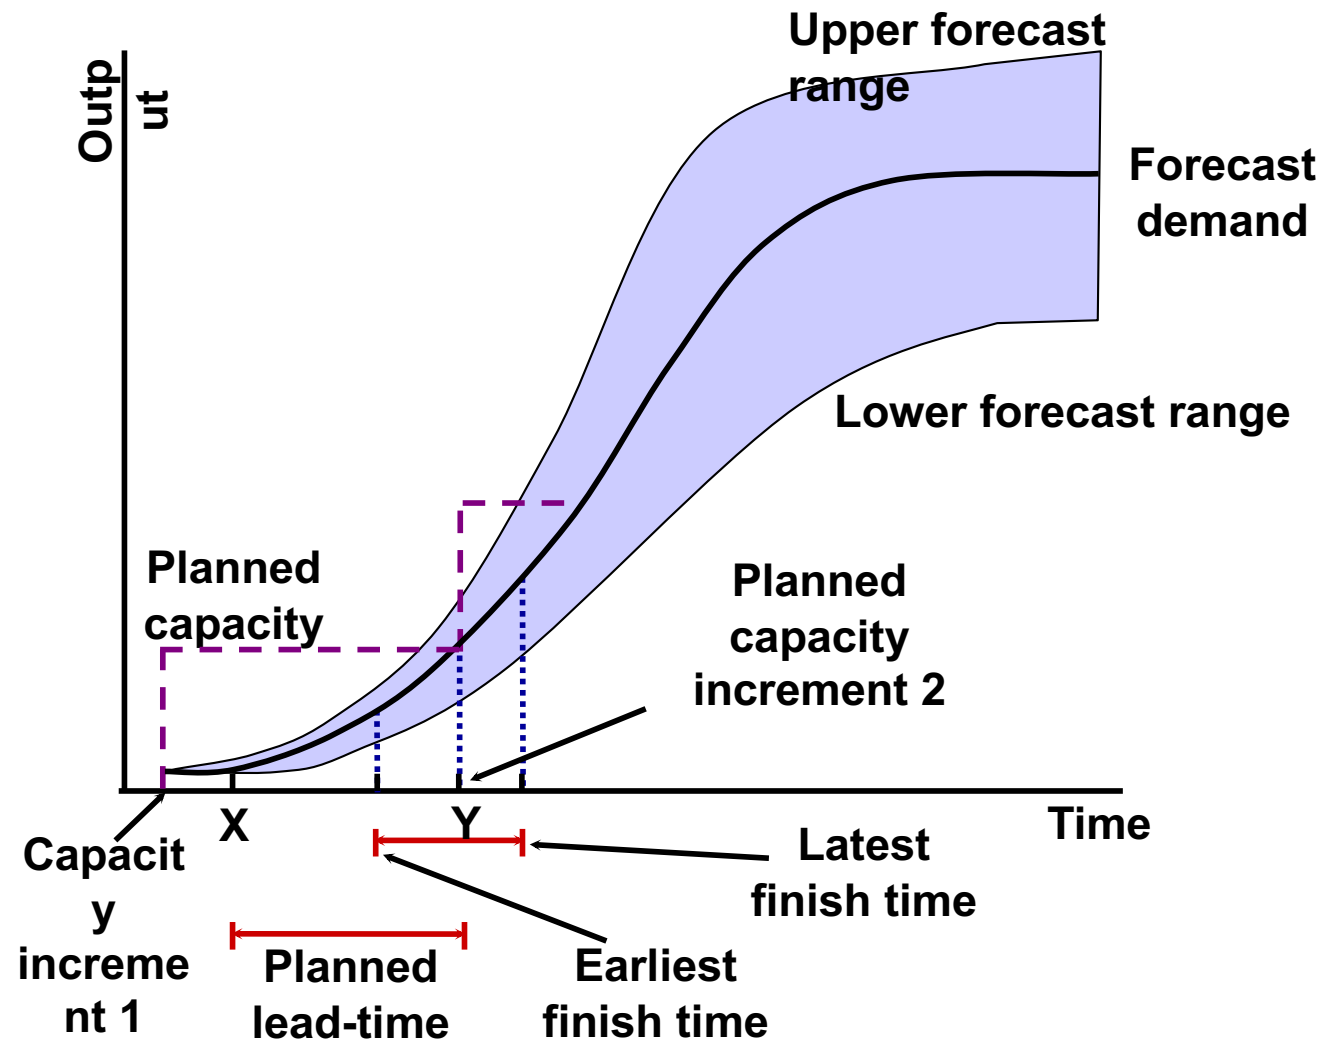 Upper forecast
range
Outp
ut
Forecast
demand
Lower forecast range
Planned
capacity
Planned
capacity
increment 2
X
Y
Time
Capacit
y
increme
nt 1
Latest
finish time
Planned
lead-time
Earliest
finish time